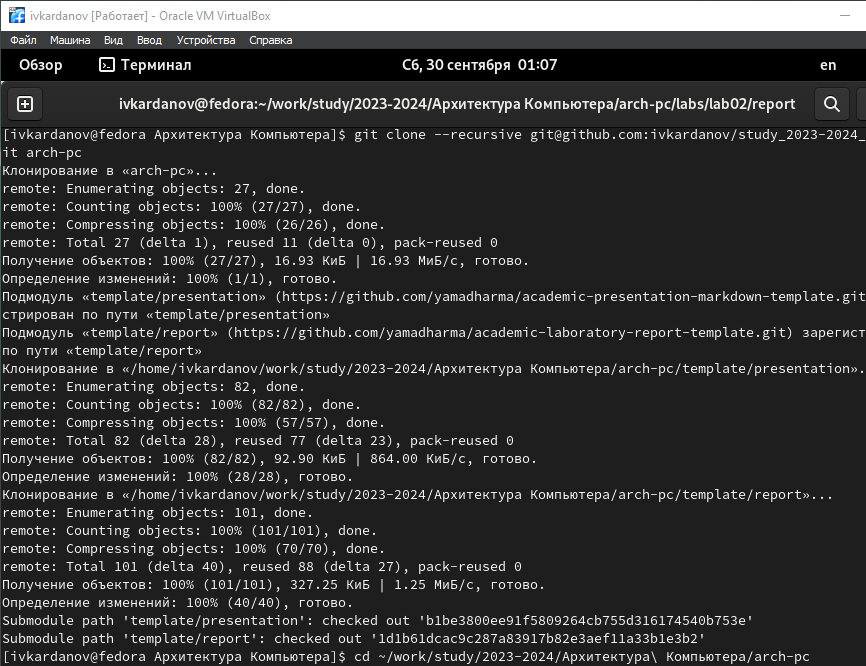 ivkardanov [Работает] - Oracle VM VirtualBox
Файл Машина Вид Ввод Устройства Справка
Обзор Терминал Сб, 30 сентября 01:07 en
ivkardanov@fedora:~/work/study/2023-2024/Архитектура Компьютера/arch-pc/labs/lab02/report
[ivkardanov@fedora Архитектура Компьютера]$ git clone --recursive git@github.com:ivkardanov/study_2023-2024_
it arch-pc
Клонирование в «arch-pc»...
remote: Enumerating objects: 27, done.
remote: Counting objects: 100% (27/27), done.
remote: Compressing objects: 100% (26/26), done.
remote: Total 27 (delta 1), reused 11 (delta 0), pack-reused 0
Получение объектов: 100% (27/27), 16.93 КиБ | 16.93 МиБ/с, готово.
Определение изменений: 100% (1/1), готово.
Подмодуль «template/presentation» (https://github.com/yamadharma/academic-presentation-markdown-template.git
стрирован по пути «template/presentation»
Подмодуль «template/report» (https://github.com/yamadharma/academic-laboratory-report-template.git) зарегист
по пути «template/report»
Клонирование в «/home/ivkardanov/work/study/2023-2024/Архитектура Компьютера/arch-pc/template/presentation».
remote: Enumerating objects: 82, done.
remote: Counting objects: 100% (82/82), done.
remote: Compressing objects: 100% (57/57), done.
remote: Total 82 (delta 28), reused 77 (delta 23), pack-reused 0
Получение объектов: 100% (82/82), 92.90 КиБ | 864.00 КиБ/с, готово.
Определение изменений: 100% (28/28), готово.
Клонирование в «/home/ivkardanov/work/study/2023-2024/Архитектура Компьютера/arch-pc/template/report»...
remote: Enumerating objects: 101, done.
remote: Counting objects: 100% (101/101), done.
remote: Compressing objects: 100% (70/70), done.
remote: Total 101 (delta 40), reused 88 (delta 27), pack-reused 0
Получение объектов: 100% (101/101), 327.25 КиБ | 1.25 МиБ/с, готово.
Определение изменений: 100% (40/40), готово.
Submodule path 'template/presentation': checked out 'b1be3800ee91f5809264cb755d316174540b753e'
Submodule path 'template/report': checked out '1d1b61dcac9c287a83917b82e3aef11a33b1e3b2'
[ivkardanov@fedora Архитектура Компьютера]$ cd ~/work/study/2023-2024/Архитектура\ Компьютера/arch-pc